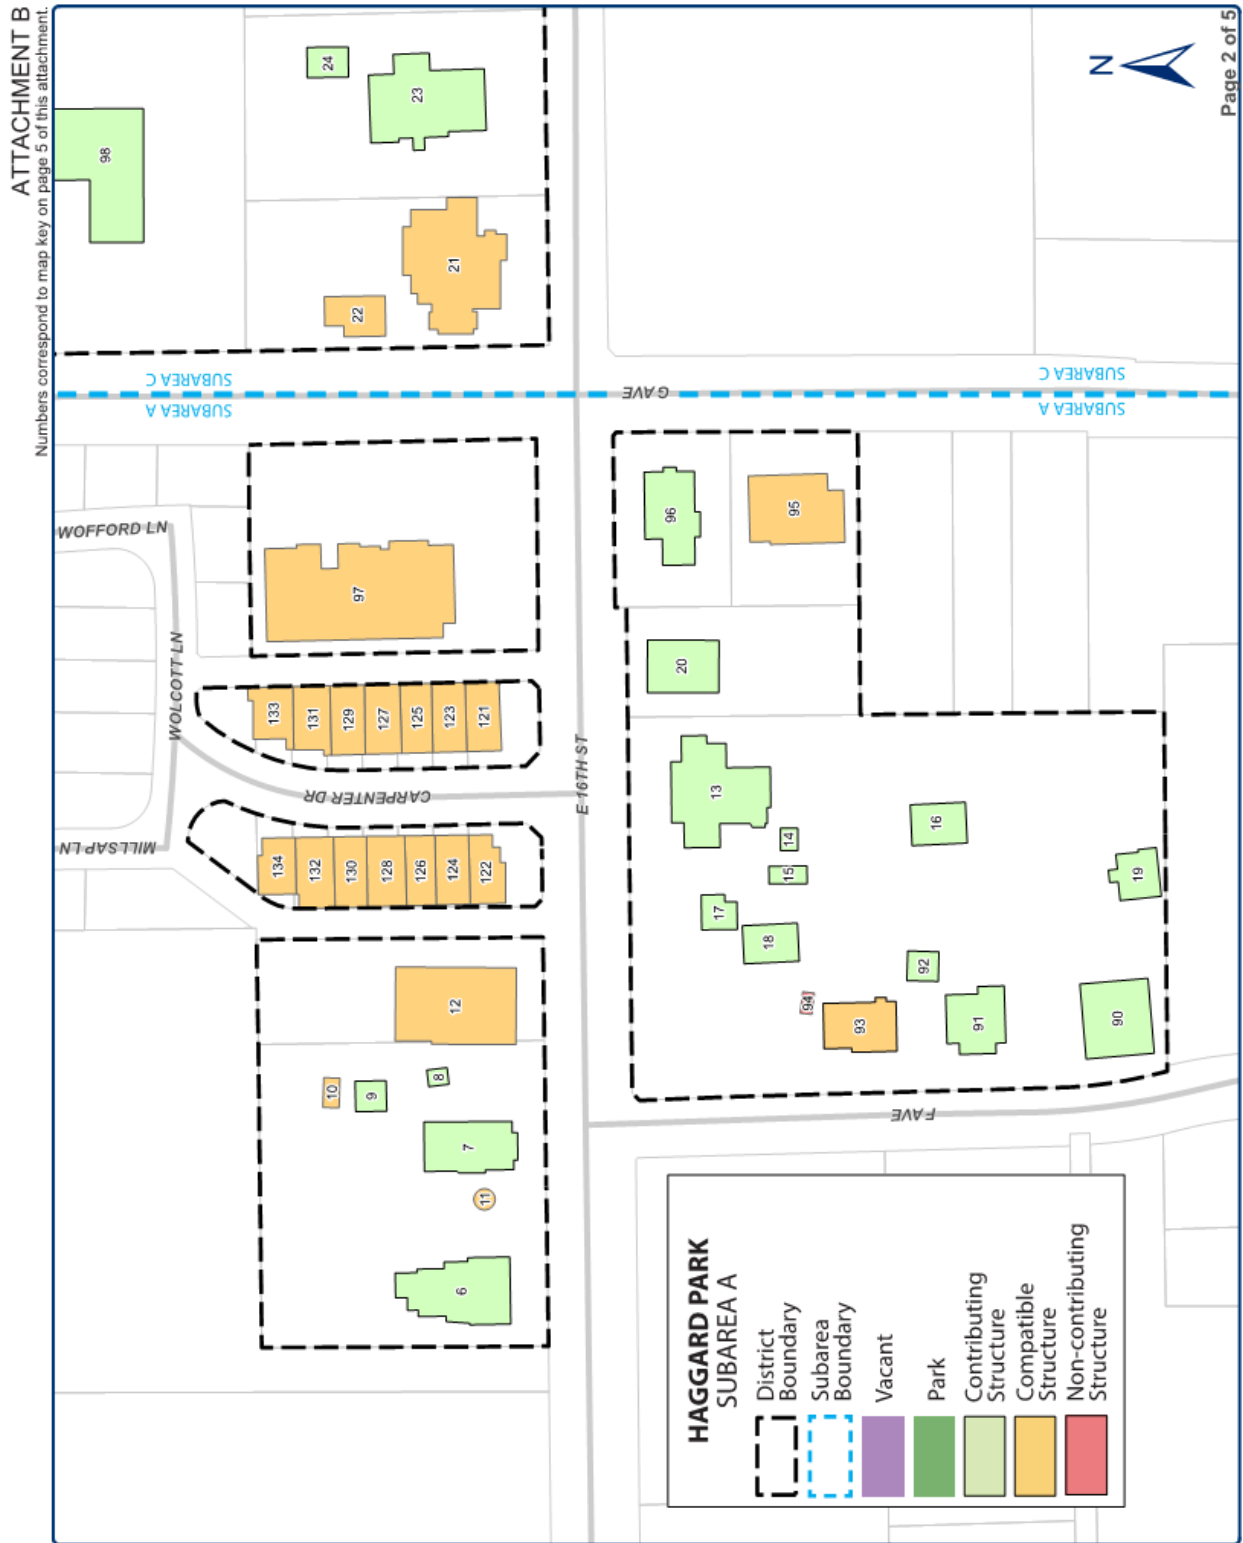 ATTACHMENT B
Numbers correspond to map key on page 5 of this attachment.
98
24
23
21
22
SUBAREA C
SUBAREA A
G AVE
SUBAREA C
SUBAREA A
N
WOFFORD LN
WOLCOTT LN
MILLSAP LN
CARPENTER DR
E 16TH ST
F AVE
97
133
131
129
127
125
123
121
134
132
130
128
126
124
122
12
10
9
8
7
11
6
96
95
20
13
14
15
16
17
18
19
94
93
92
91
90
HAGGARD PARK
SUBAREA A
District
Boundary
Subarea
Boundary
Vacant
Park
Contributing
Structure
Compatible
Structure
Non-contributing
Structure
Page 2 of 5